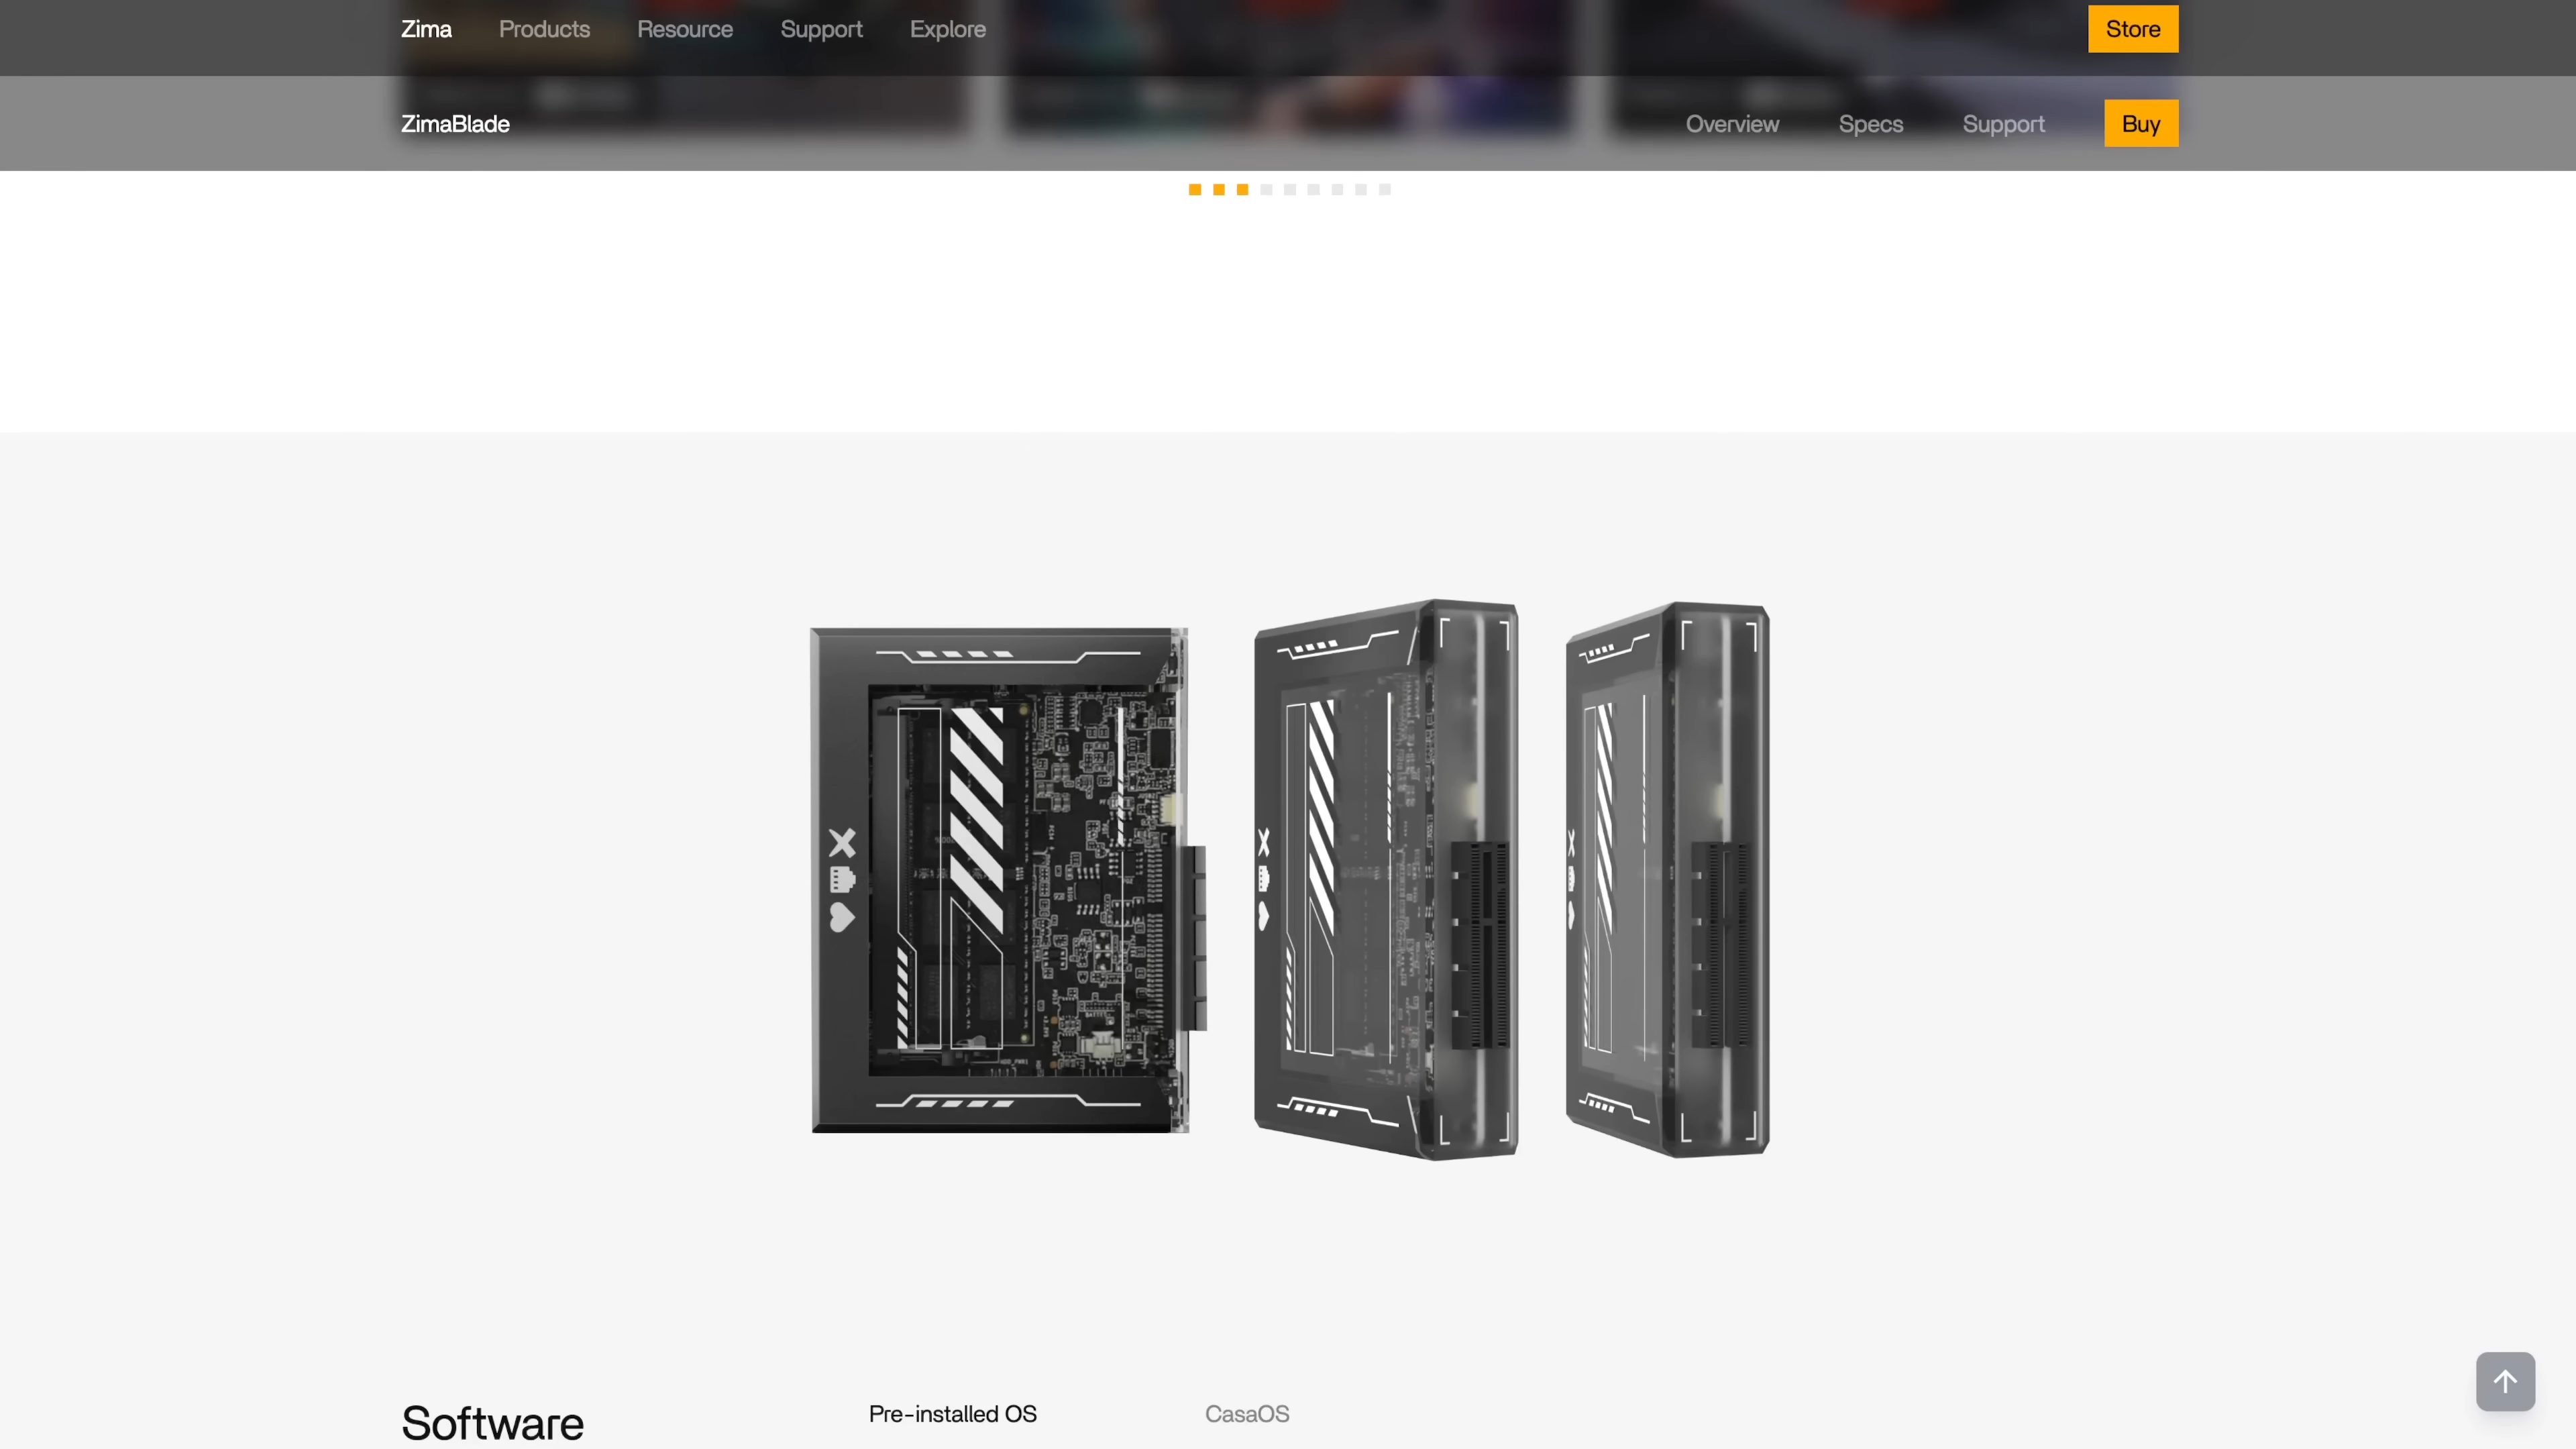 Zima Products Resource Support Explore Store
ZimaBlade Overview Specs Support Buy
Software Pre-installed OS CasaOS